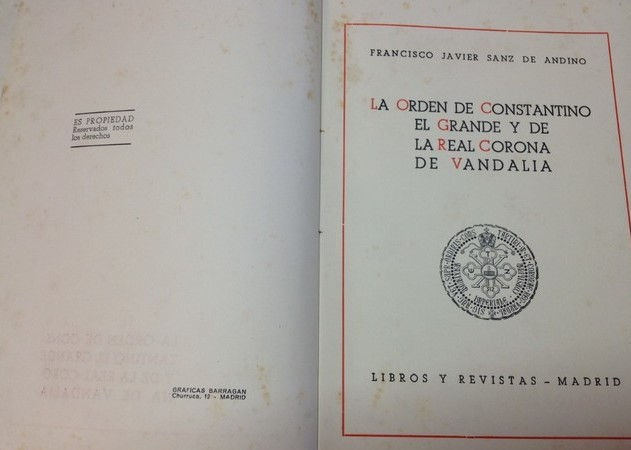 ES PROPIEDAD
Reservados todos
los derechos
GRAFICAS BARRAGAN
Churruca, 12 - MADRID
FRANCISCO JAVIER SANZ DE ANDINO
LA ORDEN DE CONSTANTINO
EL GRANDE Y DE
LA REAL CORONA
DE VANDALIA
LIBROS Y REVISTAS - MADRID